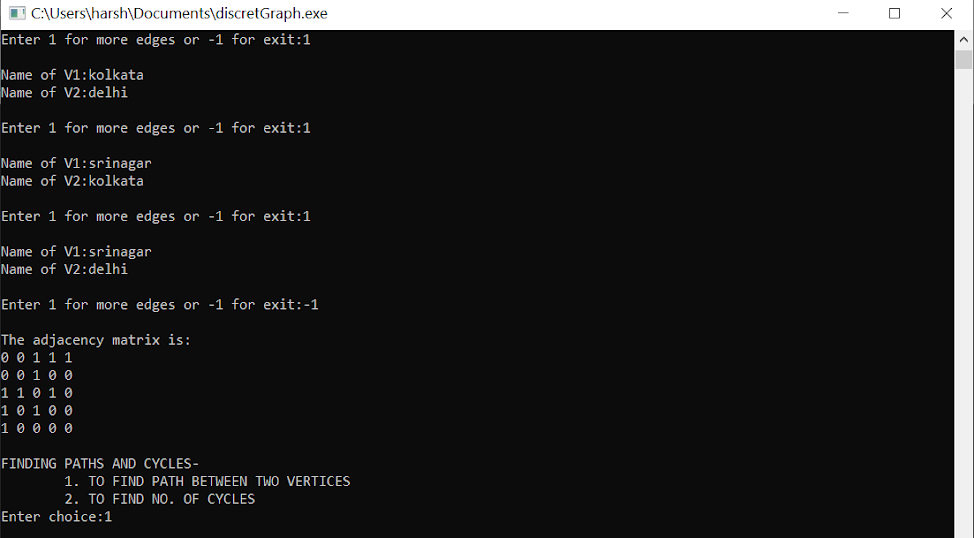 C:\Users\harsh\Documents\discretGraph.exe
Enter 1 for more edges or -1 for exit:1
Name of V1:kolkata
Name of V2:delhi
Enter 1 for more edges or -1 for exit:1
Name of V1:srinagar
Name of V2:kolkata
Enter 1 for more edges or -1 for exit:1
Name of V1:srinagar
Name of V2:delhi
Enter 1 for more edges or -1 for exit:-1
The adjacency matrix is:
0 0 1 1 1
0 0 1 0 0
1 1 0 1 0
1 0 1 0 0
1 0 0 0 0
FINDING PATHS AND CYCLES-
1. TO FIND PATH BETWEEN TWO VERTICES
2. TO FIND NO. OF CYCLES
Enter choice:1